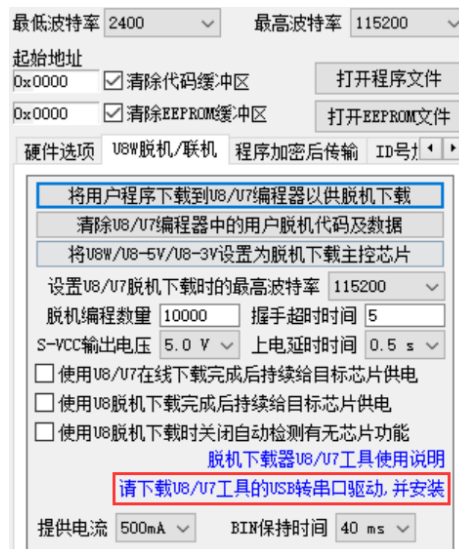 最低波特率 2400 最高波特率 115200
起始地址
0x0000 清除代码缓冲区 打开程序文件
0x0000 清除EEPROM缓冲区 打开EEPROM文件
硬件选项 U8W脱机/联机 程序加密后传输 ID号
将用户程序下载到U8/U7编程器以供脱机下载
清除U8/U7编程器中的用户脱机代码及数据
将U8W/U8-5V/U8-3V设置为脱机下载主控芯片
设置U8/U7脱机下载时的最高波特率 115200
脱机编程数量 10000 握手超时时间 5
S-VCC输出电压 5.0 V 上电延时时间 0.5 s
使用U8/U7在线下载完成后持续给目标芯片供电
使用U8脱机下载完成后持续给目标芯片供电
使用U8脱机下载时关闭自动检测有无芯片功能
脱机下载器U8/U7工具使用说明
请下载U8/U7工具的USB转串口驱动,并安装
提供电流 500mA BIN保持时间 40 ms